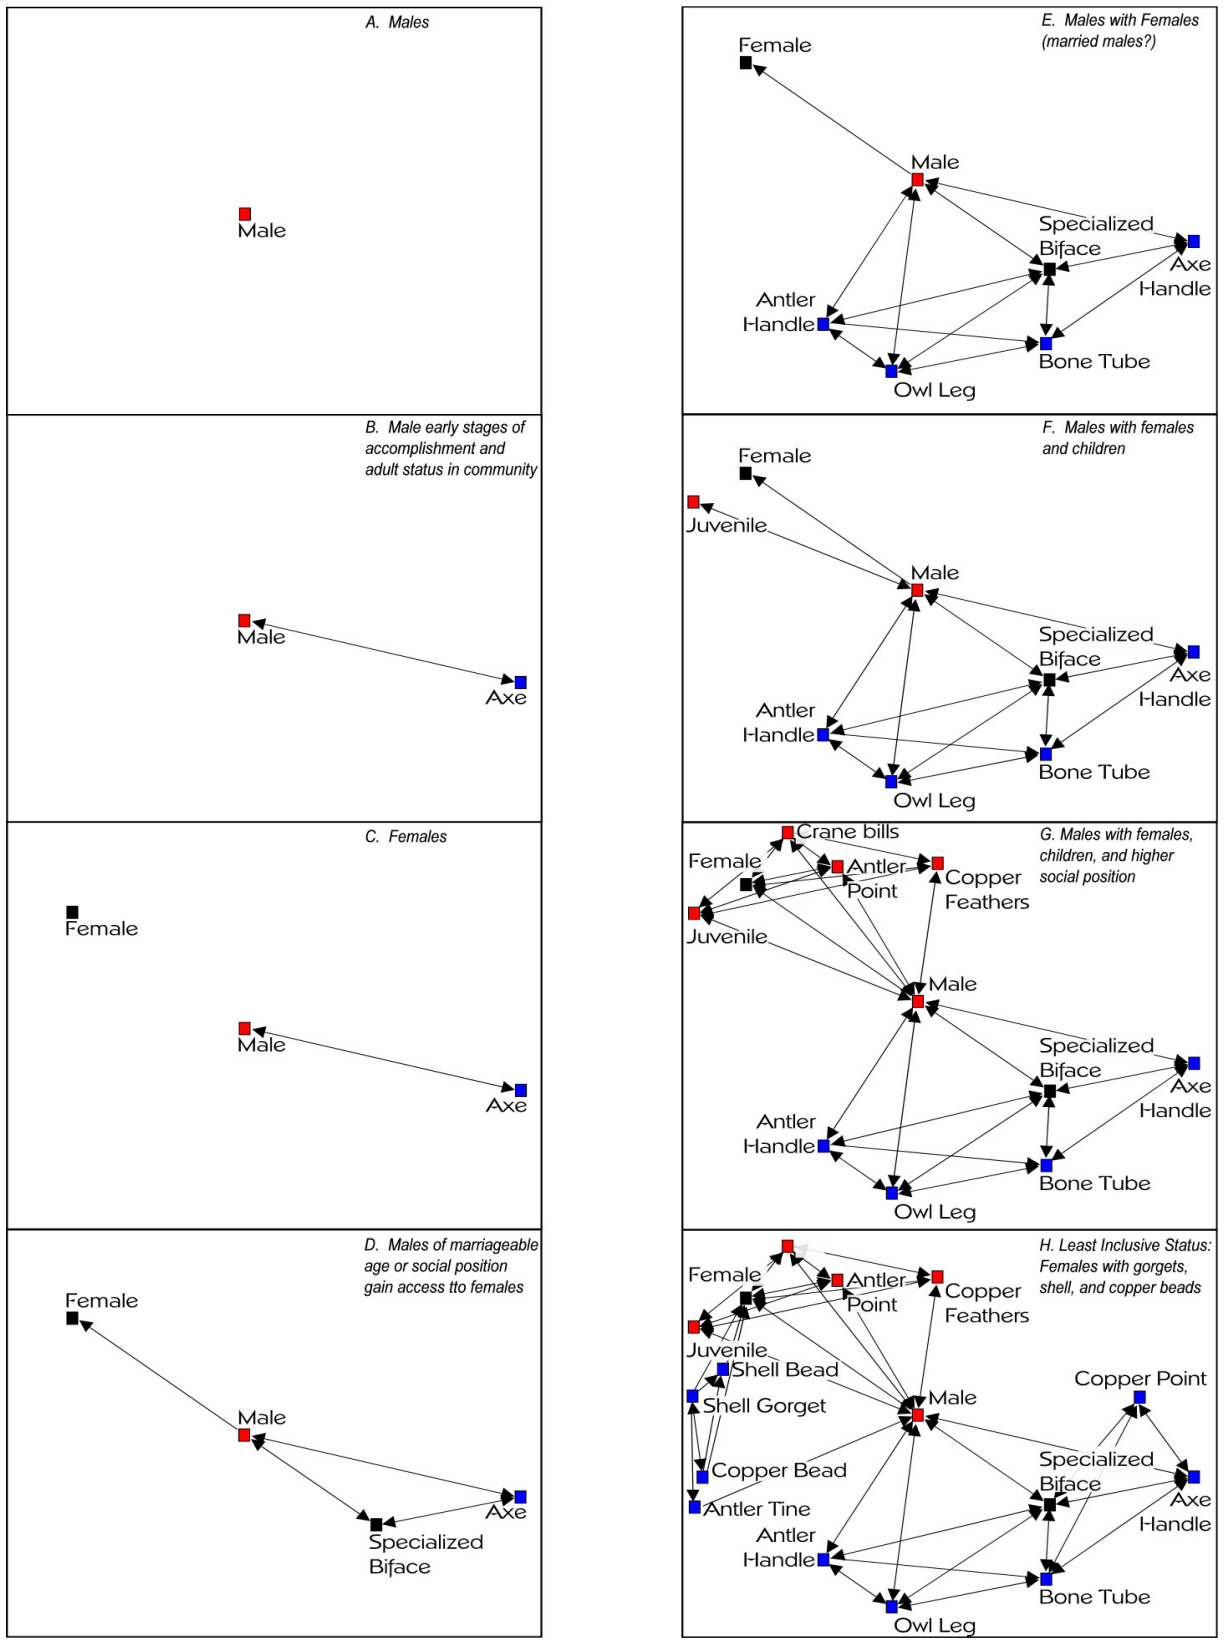 A. Males
Male
B. Male early stages of
accomplishment and
adult status in community
Male
Axe
C. Females
Female
Male
Axe
D. Males of marriageable
age or social position
gain access tto females
Female
Male
Axe
Specialized
Biface
E. Males with Females
(married males?)
Female
Male
Specialized
Biface
Axe
Handle
Antler
Handle
Bone Tube
Owl Leg
F. Males with females
and children
Female
Juvenile
Male
Specialized
Biface
Axe
Handle
Antler
Handle
Bone Tube
Owl Leg
G. Males with females,
children, and higher
social position
Crane bills
Female
Antler
Point
Copper
Feathers
Juvenile
Male
Specialized
Biface
Axe
Handle
Antler
Handle
Bone Tube
Owl Leg
H. Least Inclusive Status:
Females with gorgets,
shell, and copper beads
Female
Antler
Point
Copper
Feathers
Juvenile
Shell Bead
Shell Gorget
Male
Copper Point
Copper Bead
Specialized
Biface
Axe
Handle
Antler Tine
Antler
Handle
Bone Tube
Owl Leg